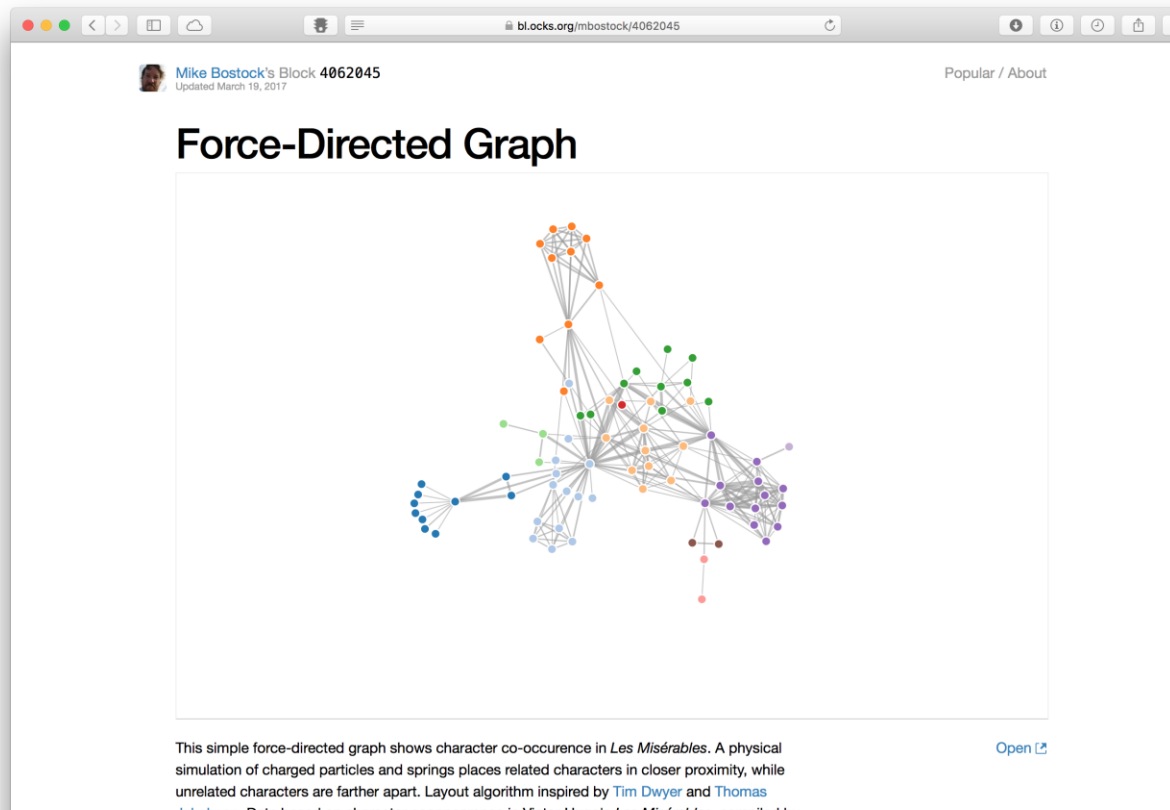 bl.ocks.org/mbostock/4062045
Mike Bostock's Block 4062045
Popular / About
Updated March 19, 2017
Force-Directed Graph
This simple force-directed graph shows character co-occurence in Les Misérables. A physical
Open
simulation of charged particles and springs places related characters in closer proximity, while
unrelated characters are farther apart. Layout algorithm inspired by Tim Dwyer and Thomas